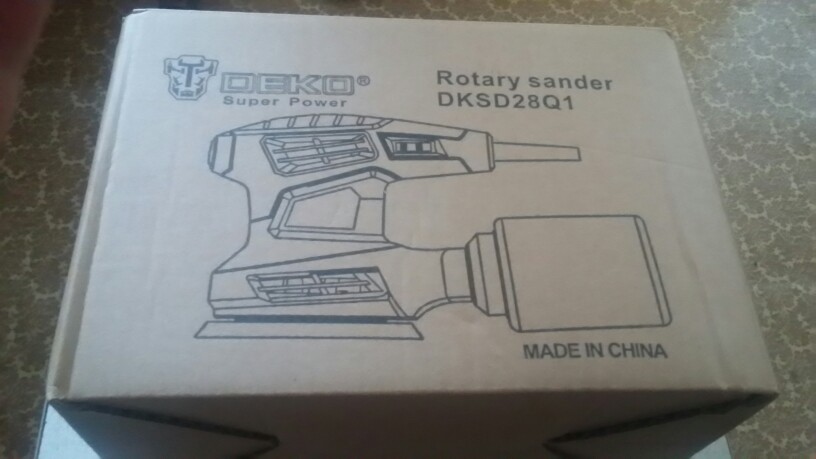 DEKO®
Super Power
Rotary sander
DKSD28Q1
MADE IN CHINA